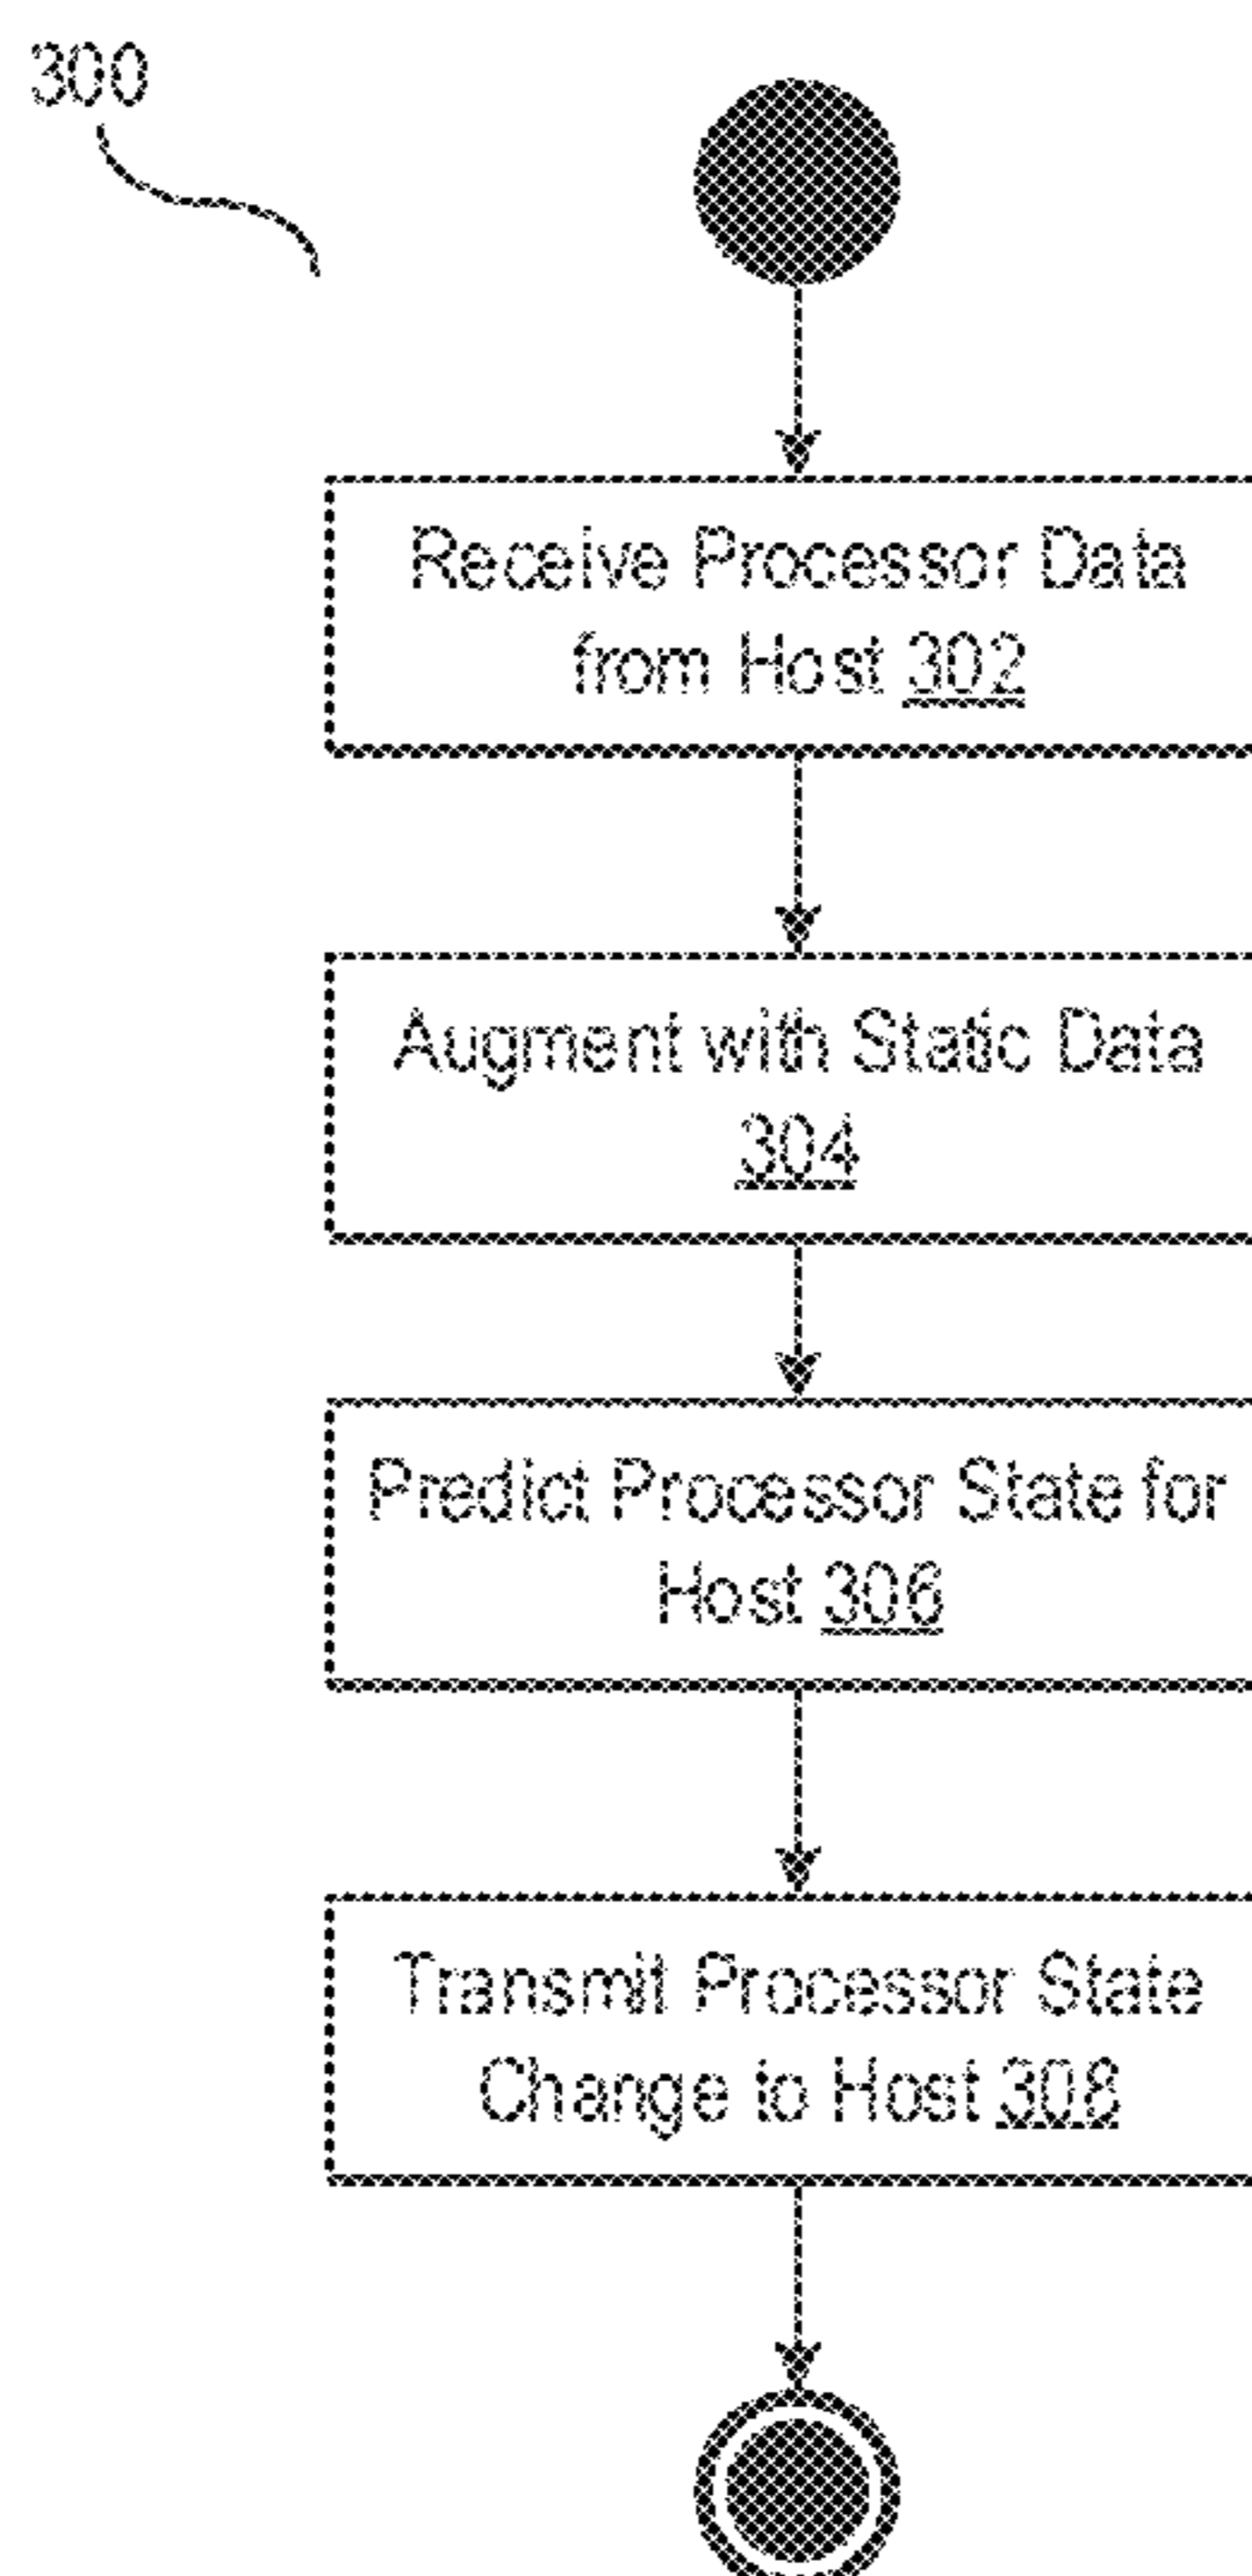 300
Receive Processor Data
from Host 302
Augment with Static Data
304
Predict Processor State for
Host 306
Transmit Processor State
Change to Host 308